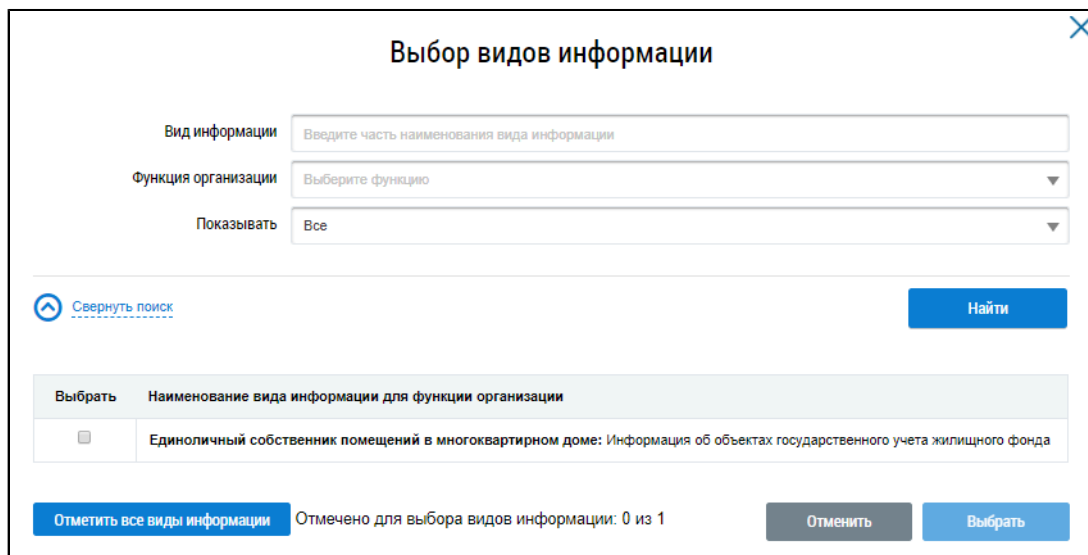 Выбор видов информации
Вид информации Введите часть наименования вида информации
Функция организации Выберите функцию
Показывать Все
Свернуть поиск Найти
Выбрать Наименование вида информации для функции организации
Единоличный собственник помещений в многоквартирном доме: Информация об объектах государственного учета жилищного фонда
Отметить все виды информации Отмечено для выбора видов информации: 0 из 1 Отменить Выбрать